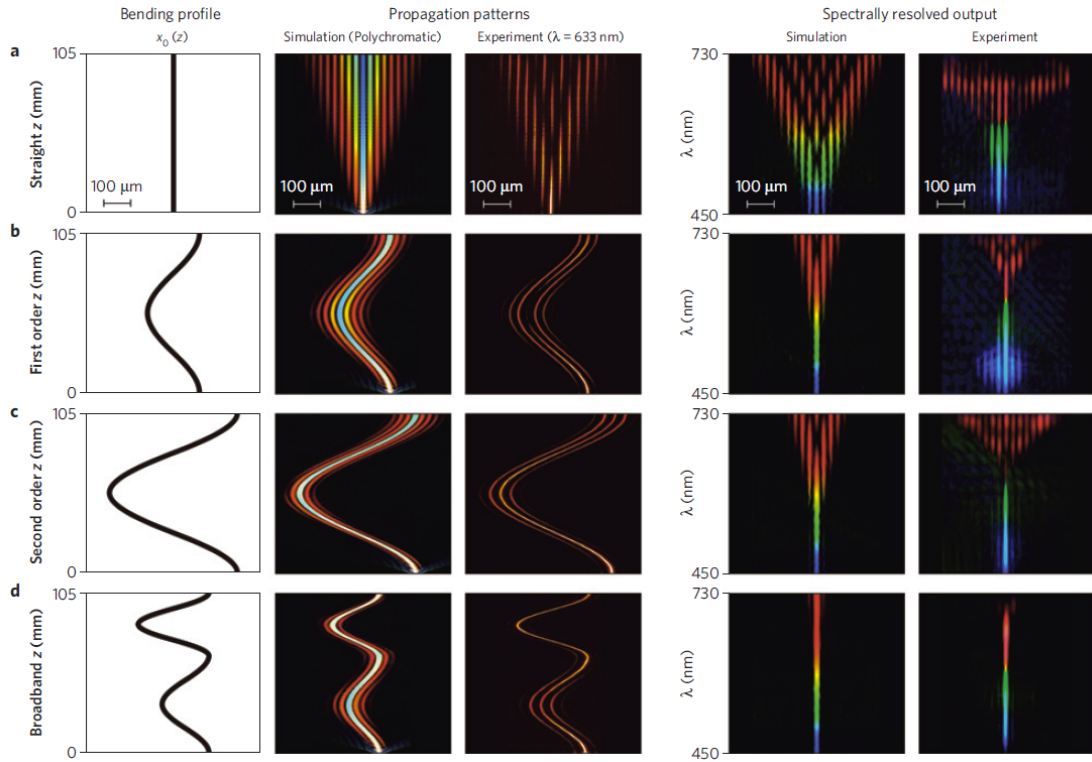 Bending profile
Propagation patterns
Spectrally resolved output
x₀ (z)
Simulation (Polychromatic)
Experiment (λ = 633 nm)
Simulation
Experiment
a
Straight z (mm)
105
0
100 μm
100 μm
100 μm
λ (nm)
730
450
100 μm
100 μm
b
First order z (mm)
105
0
λ (nm)
730
450
c
Second order z (mm)
105
0
λ (nm)
730
450
d
Broadband z (mm)
105
0
λ (nm)
730
450